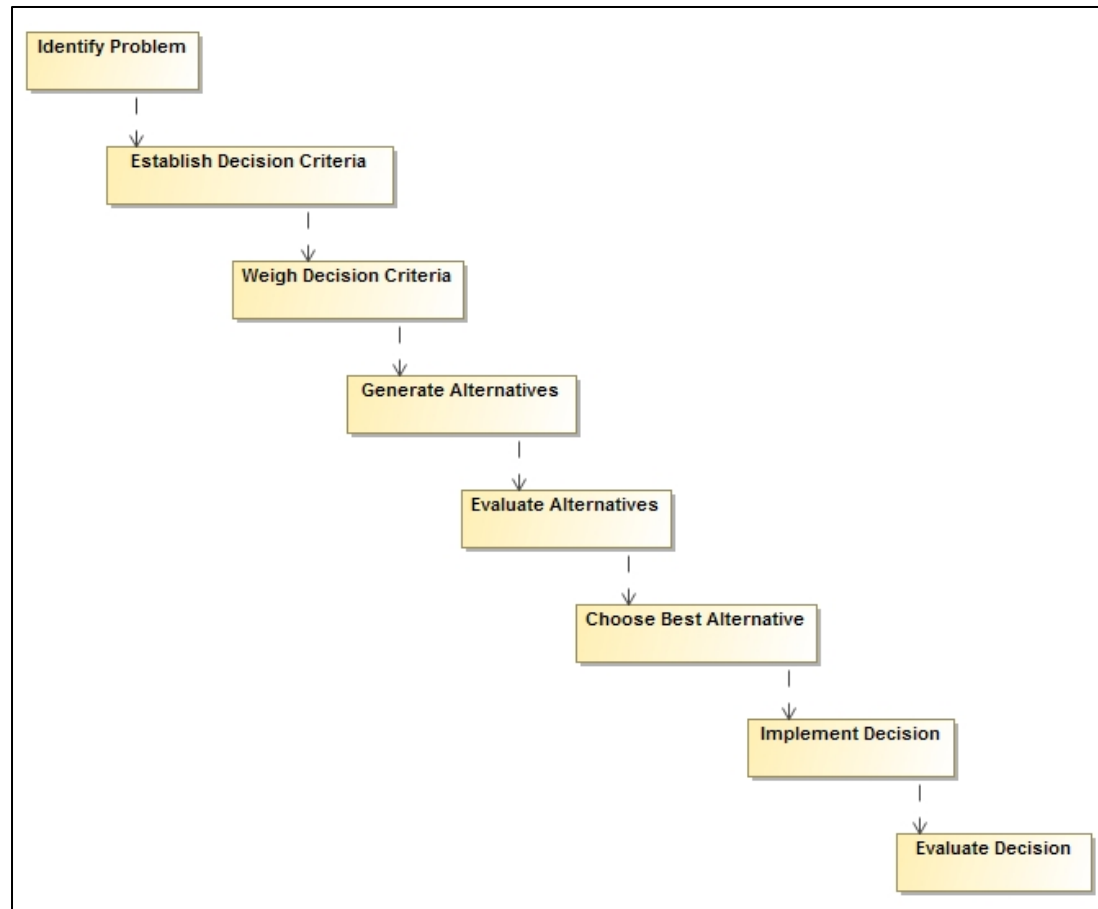 Identify Problem
Establish Decision Criteria
Weigh Decision Criteria
Generate Alternatives
Evaluate Alternatives
Choose Best Alternative
Implement Decision
Evaluate Decision